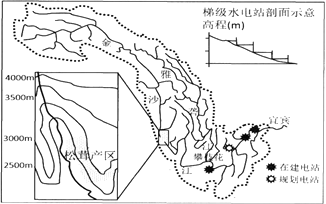 梯级水电站剖面示意
高程(m)
金
沙
江
雅
砻
江
宜宾
攀枝花
4000m
3500m
3000m
2500m
松茸产区
在建电站
规划电站